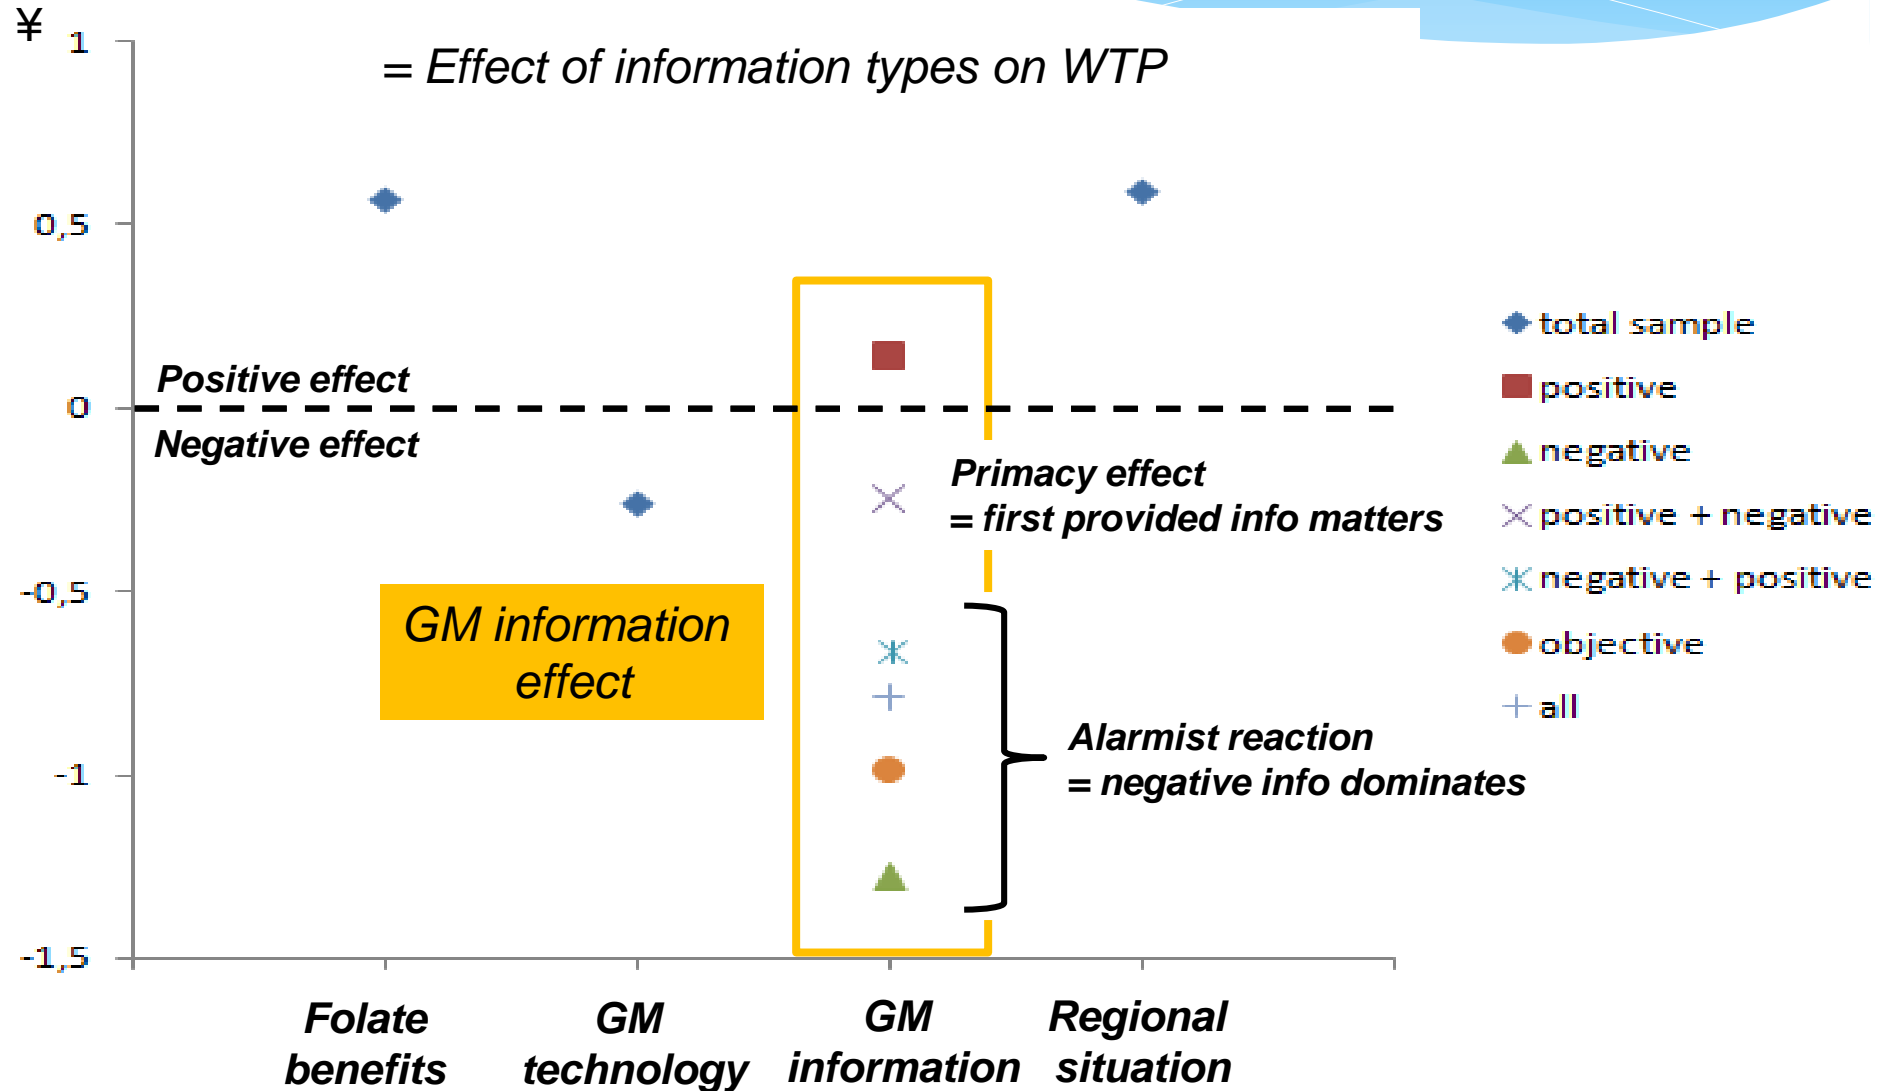 ¥
= Effect of information types on WTP
1
0,5
0
-0,5
-1
-1,5
Positive effect
Negative effect
Primacy effect
= first provided info matters
GM information
effect
Alarmist reaction
= negative info dominates
total sample
positive
negative
positive + negative
negative + positive
objective
all
Folate
benefits
GM
technology
GM
information
Regional
situation